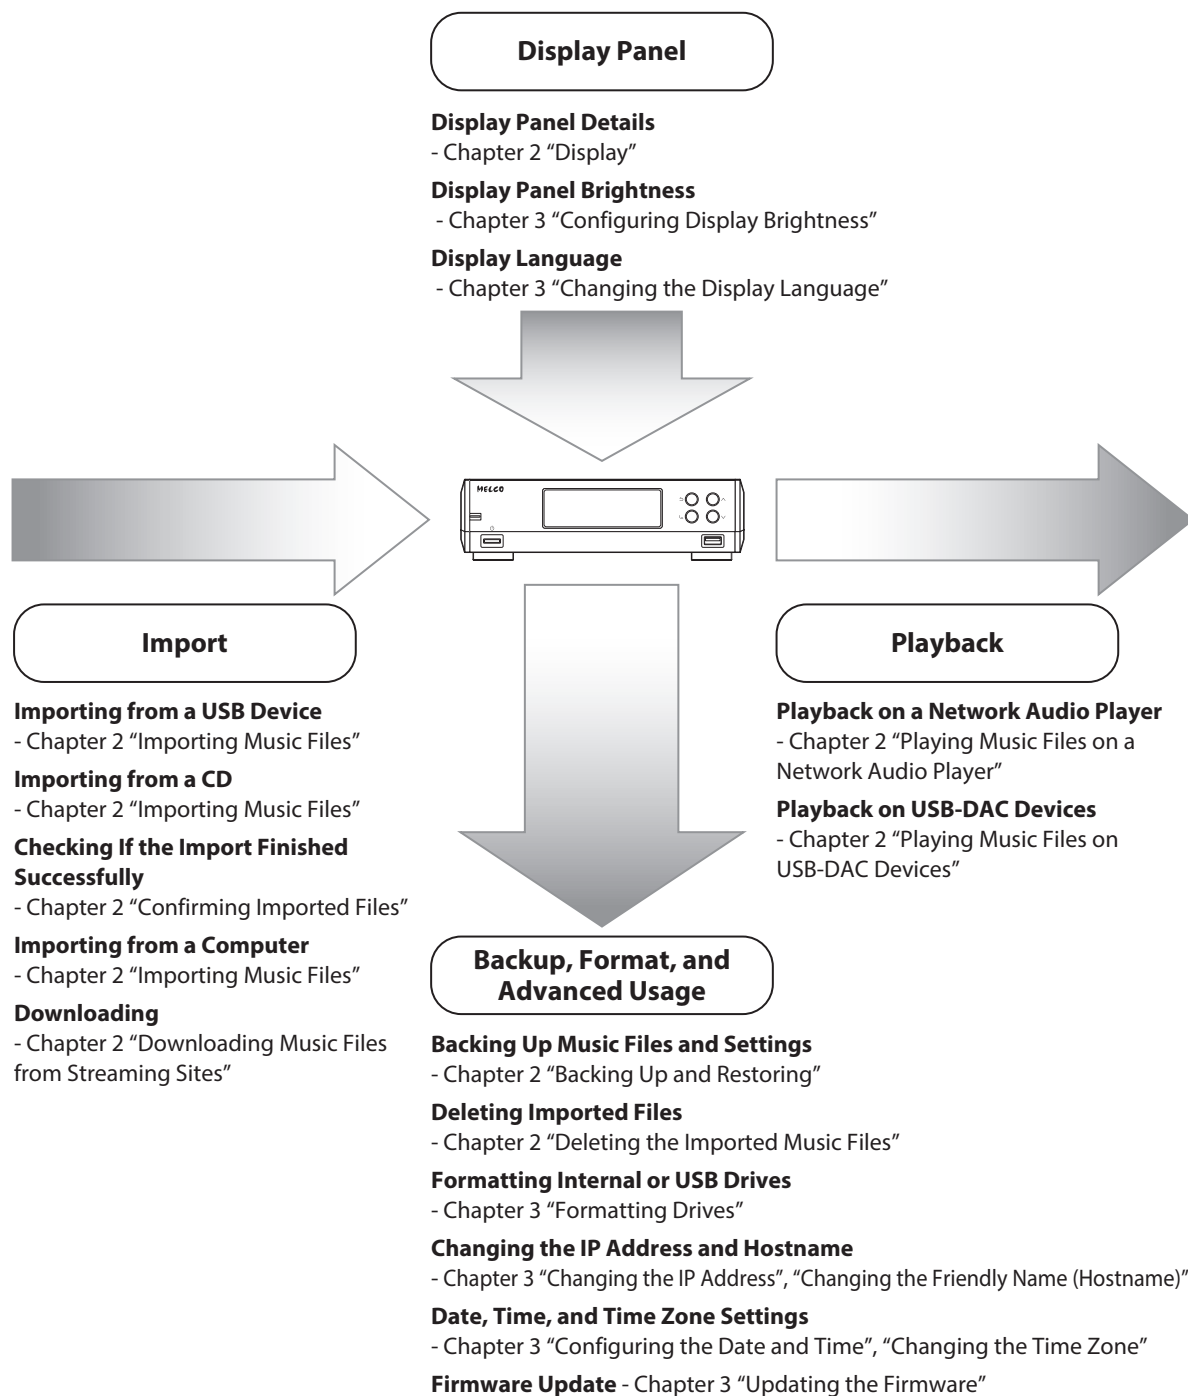 Display Panel
Display Panel Details
- Chapter 2 “Display”
Display Panel Brightness
- Chapter 3 “Configuring Display Brightness”
Display Language
- Chapter 3 “Changing the Display Language”
MELCO
Import
Importing from a USB Device
- Chapter 2 “Importing Music Files”
Importing from a CD
- Chapter 2 “Importing Music Files”
Checking If the Import Finished
Successfully
- Chapter 2 “Confirming Imported Files”
Importing from a Computer
- Chapter 2 “Importing Music Files”
Downloading
- Chapter 2 “Downloading Music Files
from Streaming Sites”
Playback
Playback on a Network Audio Player
- Chapter 2 “Playing Music Files on a
Network Audio Player”
Playback on USB-DAC Devices
- Chapter 2 “Playing Music Files on
USB-DAC Devices”
Backup, Format, and
Advanced Usage
Backing Up Music Files and Settings
- Chapter 2 “Backing Up and Restoring”
Deleting Imported Files
- Chapter 2 “Deleting the Imported Music Files”
Formatting Internal or USB Drives
- Chapter 3 “Formatting Drives”
Changing the IP Address and Hostname
- Chapter 3 “Changing the IP Address”, “Changing the Friendly Name (Hostname)”
Date, Time, and Time Zone Settings
- Chapter 3 “Configuring the Date and Time”, “Changing the Time Zone”
Firmware Update - Chapter 3 “Updating the Firmware”